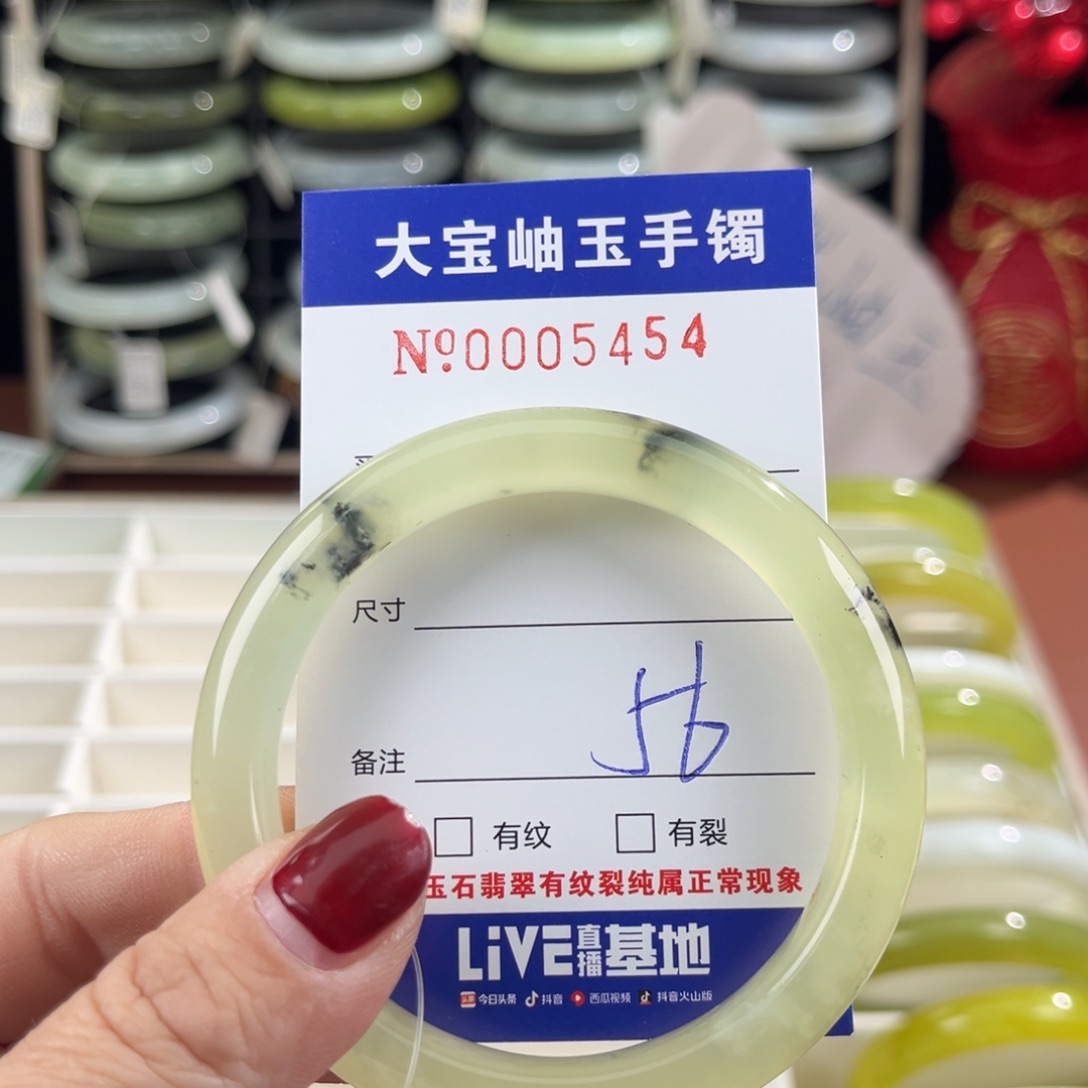 大宝岫玉手镯
Nº:0005454
尺寸
56
备注
有纹 有裂
玉石翡翠有纹裂纯属正常现象
LiVE直播基地
今日头条 抖音 西瓜视频 抖音火山版